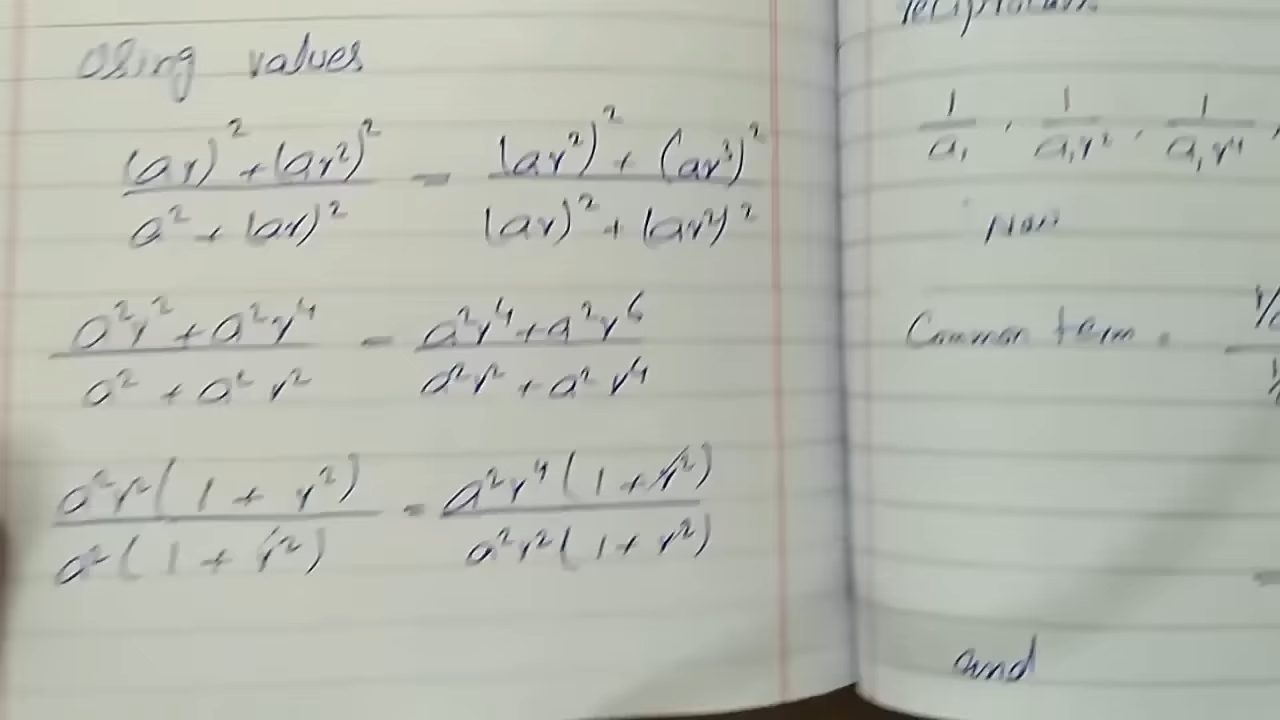 Using values
(ar)² + (ar²)² / a² + (ar)² = (ar²)² + (ar³)² / (ar)² + (ar²)²
a²r² + a²r⁴ / a² + a²r² = a²r⁴ + a²r⁶ / a²r² + a²r⁴
a²r²(1 + r²) / a²(1 + r²) = a²r⁴(1 + r²) / a²r²(1 + r²)
1/a₁, 1/a₁r², 1/a₁r⁴,
Now
Common term =
and